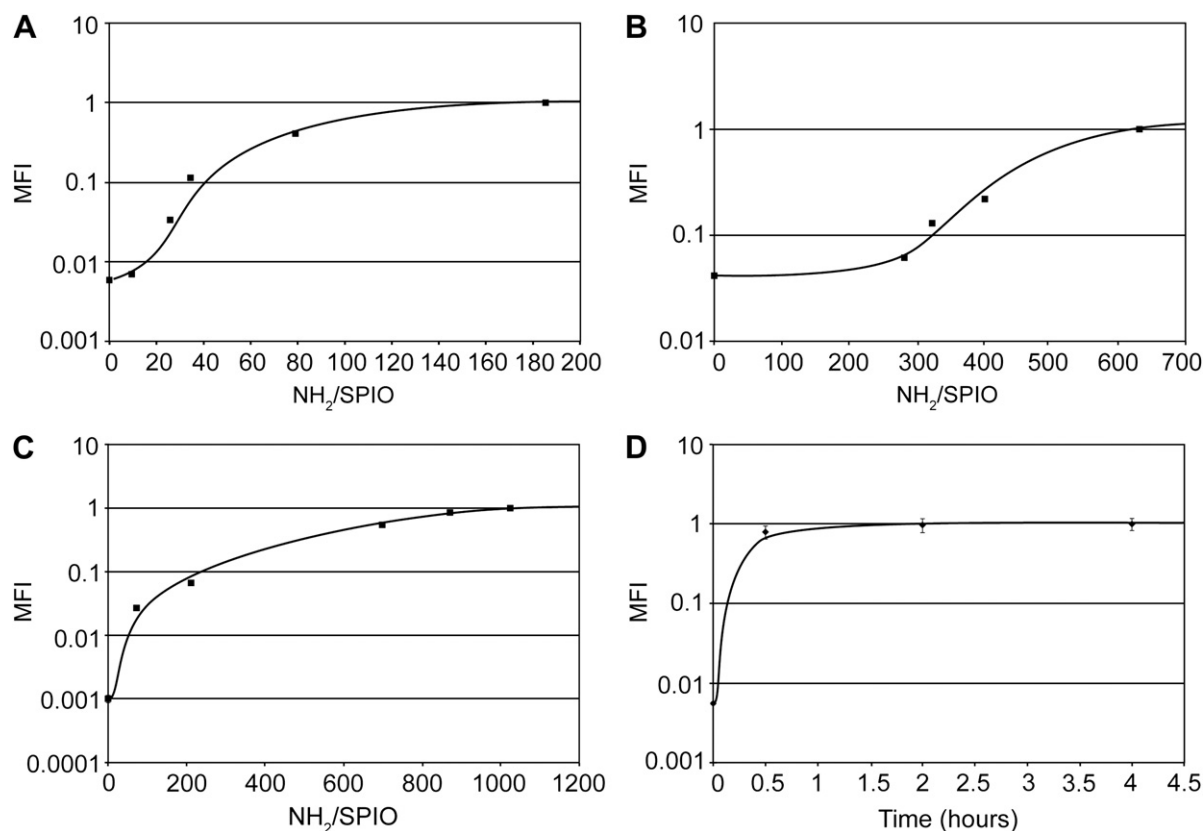 A
10
1
0.1
0.01
0.001
MFI
0 20 40 60 80 100 120 140 160 180 200
NH2/SPIO
B
10
1
0.1
0.01
MFI
0 100 200 300 400 500 600 700
NH2/SPIO
C
10
1
0.1
0.01
0.001
0.0001
MFI
0 200 400 600 800 1000 1200
NH2/SPIO
D
10
1
0.1
0.01
0.001
MFI
0 0.5 1 1.5 2 2.5 3 3.5 4 4.5
Time (hours)